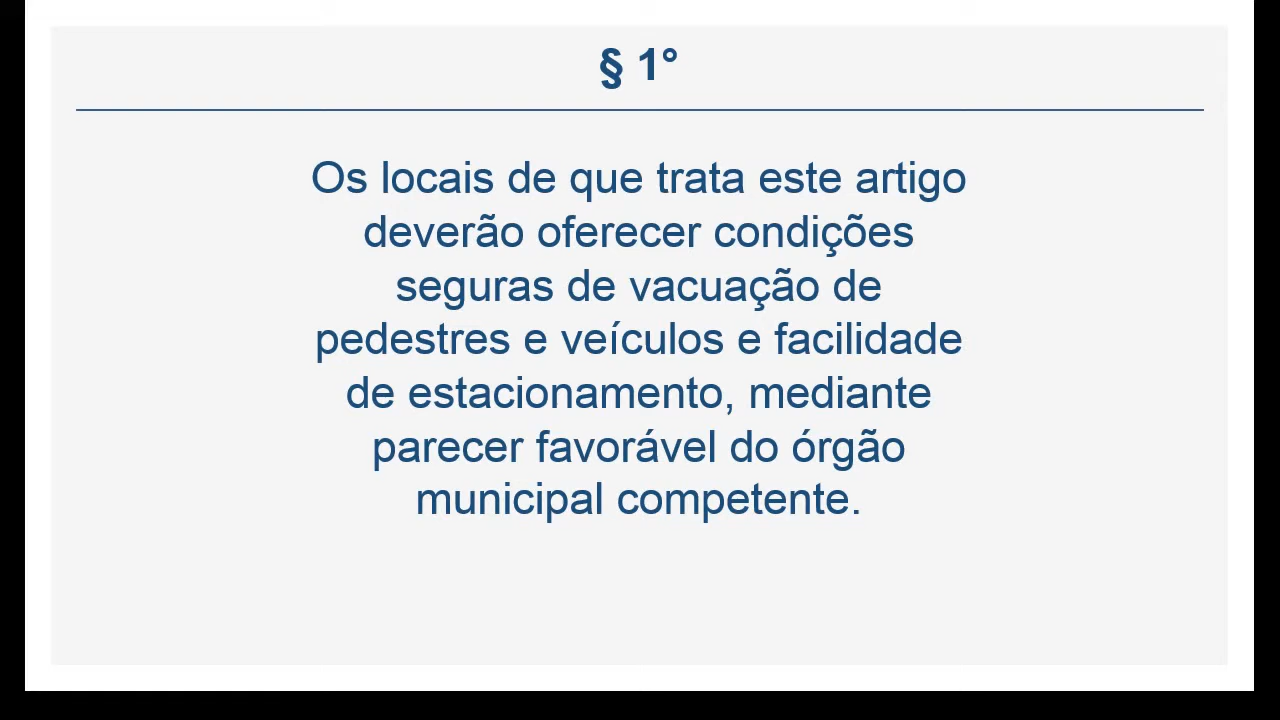 § 1°
Os locais de que trata este artigo
deverão oferecer condições
seguras de vacuação de
pedestres e veículos e facilidade
de estacionamento, mediante
parecer favorável do órgão
municipal competente.